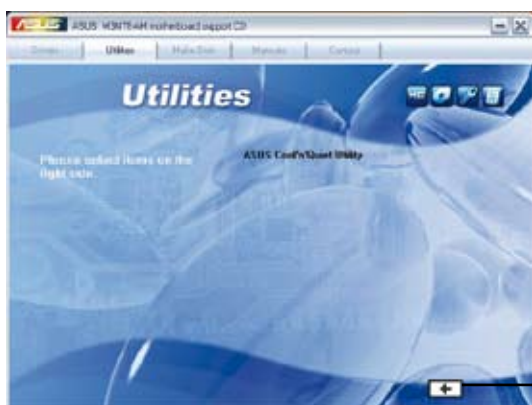 ASUS M3N78-AM motherboard support CD
Drivers Utilities Make Disk Manuals Contact
Utilities
Please select items on the
right side.
ASUS Cool'n'Quiet Utility